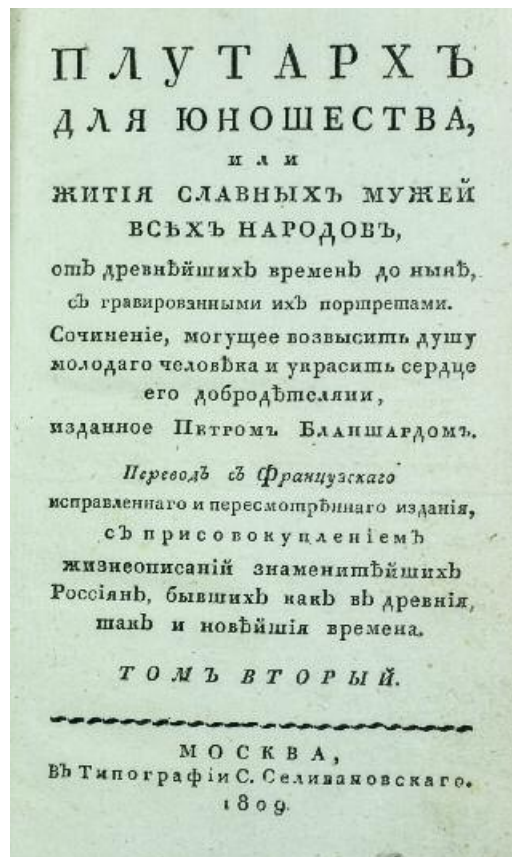 ПЛУТАРХЪ
ДЛЯ ЮНОШЕСТВА,
или
ЖИТІЯ СЛАВНЫХЪ МУЖЕЙ
ВСѢХЪ НАРОДОВЪ,
отъ древнѣйшихъ временъ до нынѣ,
съ гравированными ихъ портретами.
Сочиненіе, могущее возвысить душу
молодаго человѣка и украсить сердце
его добродѣтелями,
изданное Петромъ Бланшардомъ.
Переводъ съ Французскаго
исправленнаго и пересмотрѣннаго изданія,
съ присовокупленіемъ
жизнеописаній знаменитѣйшихъ
Россіянъ, бывшихъ какъ въ древнія,
такъ и новѣйшія времена.
ТОМЪ ВТОРЫЙ.
МОСКВА,
Въ Типографіи С. Селивановскаго.
1809.